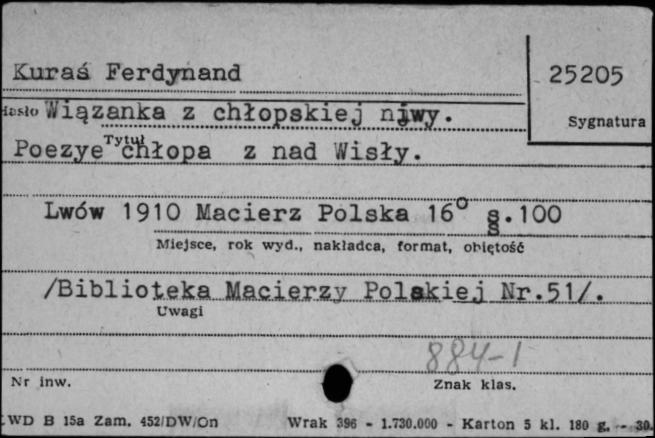 Kuraś Ferdynand
25205
Hasło Wiązanka z chłopskiej niwy.
Sygnatura
Tytuł
Poezye chłopa z nad Wisły.
Lwów 1910 Macierz Polska 16° s.100
Miejsce, rok wyd., nakładca, format, objętość
/Biblioteka Macierzy Polskiej Nr.51/.
Uwagi
884-1
Nr inw.
Znak klas.
LWD B 15a Zam. 452/DW/On Wrak 396 - 1.730.000 - Karton 5 kl. 180 g. - 30.